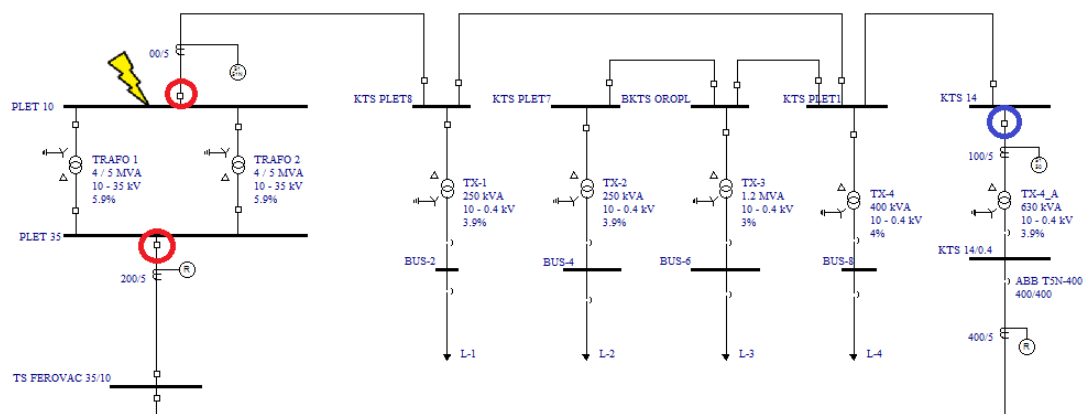 00/5
PLET 10
KTS PLET8
KTS PLET7
BKTS OROPL
KTS PLET1
KTS 14
TRAFO 1
4 / 5 MVA
10 - 35 kV
5.9%
TRAFO 2
4 / 5 MVA
10 - 35 kV
5.9%
100/5
TX-1
250 kVA
10 - 0.4 kV
3.9%
TX-2
250 kVA
10 - 0.4 kV
3.9%
TX-3
1.2 MVA
10 - 0.4 kV
3%
TX-4
400 kVA
10 - 0.4 kV
4%
TX-4_A
630 kVA
10 - 0.4 kV
3.9%
PLET 35
200/5
R
BUS-2
BUS-4
BUS-6
BUS-8
KTS 14/0.4
ABB T5N-400
400/400
400/5
R
L-1
L-2
L-3
L-4
TS FEROVAC 35/10